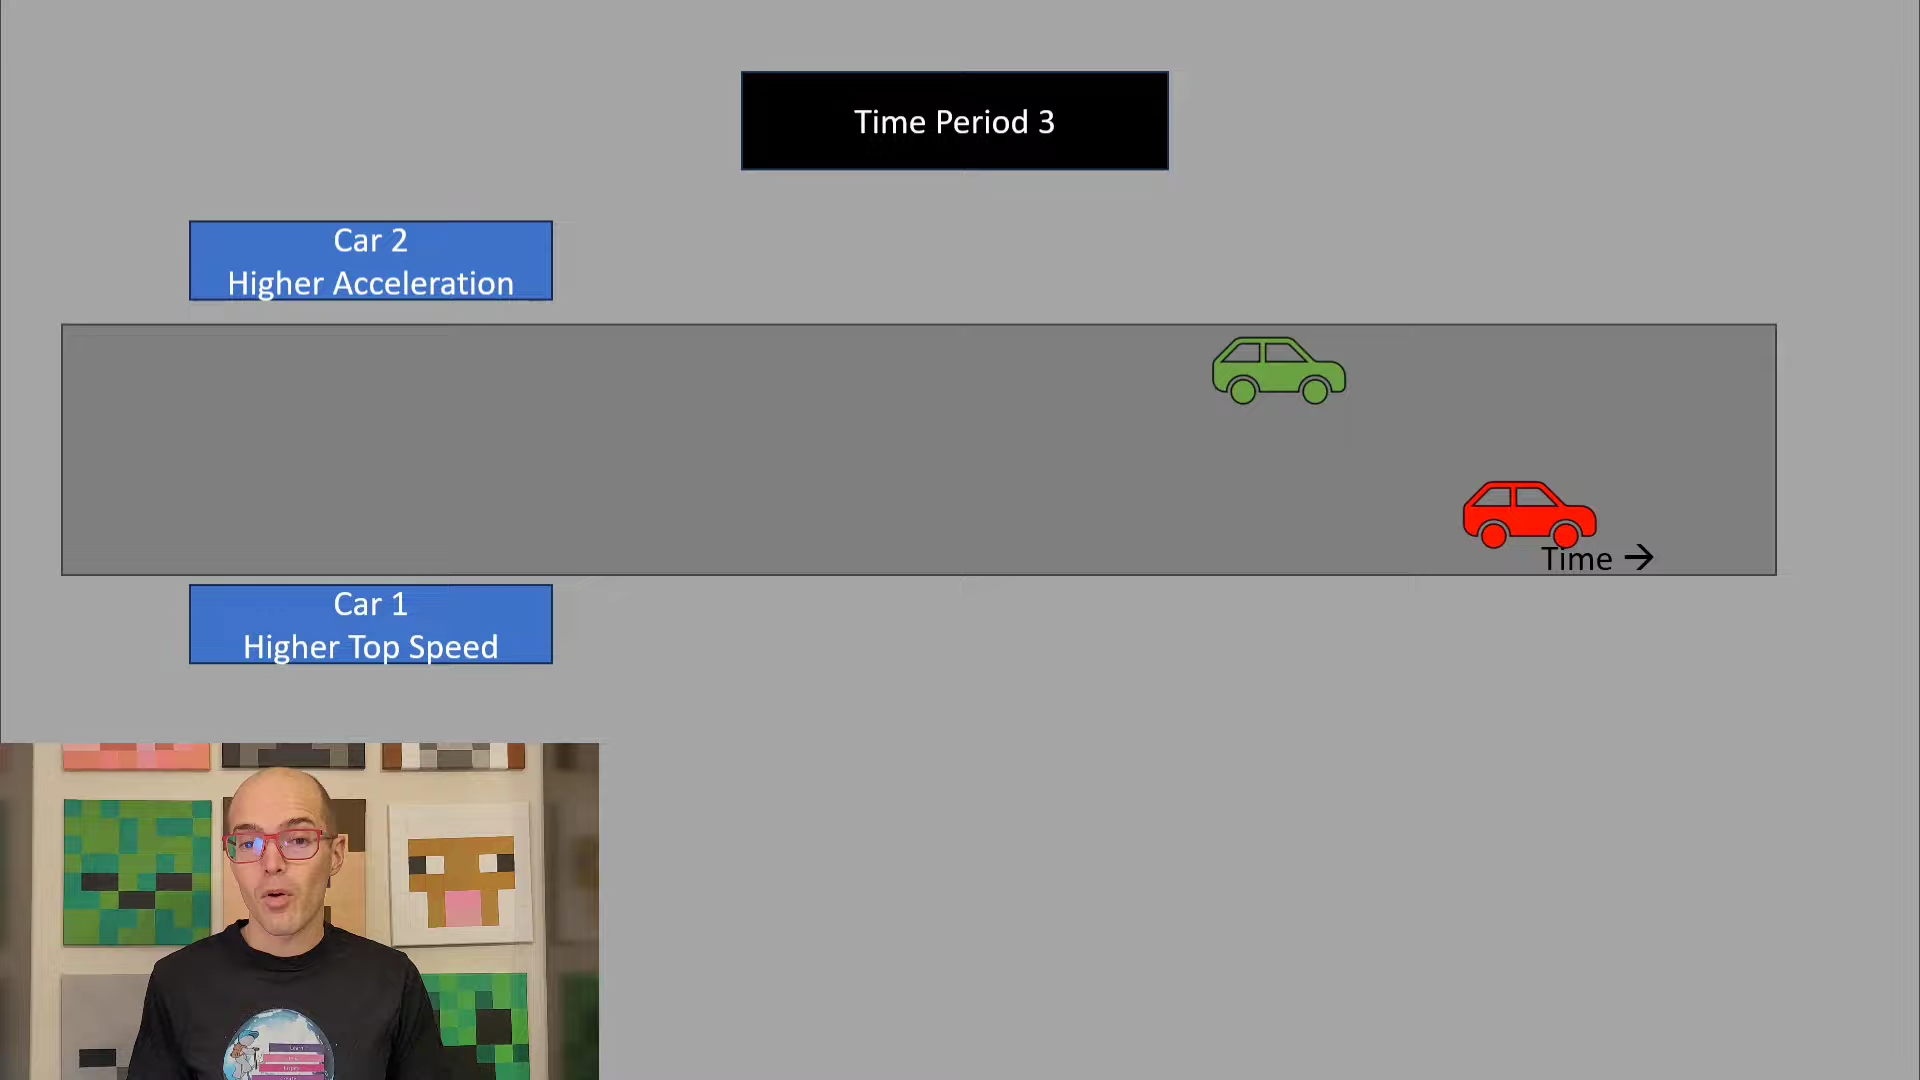 Time Period 3
Car 2
Higher Acceleration
Time →
Car 1
Higher Top Speed